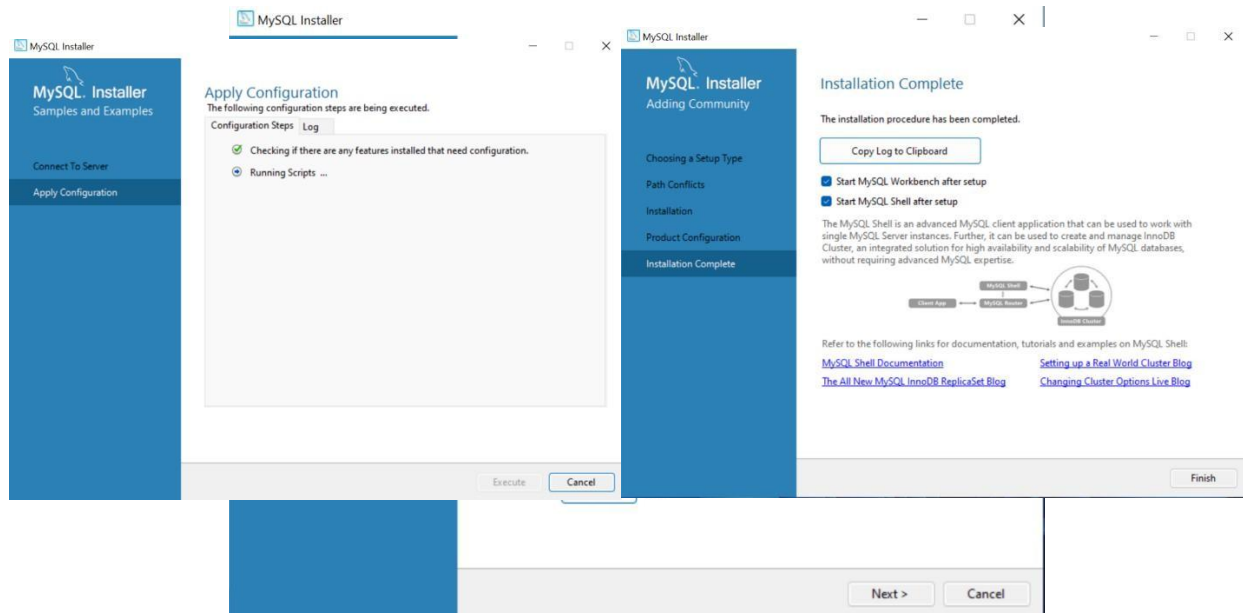 MySQL Installer
MySQL Installer
MySQL. Installer
Samples and Examples
Connect To Server
Apply Configuration
Apply Configuration
The following configuration steps are being executed.
Configuration Steps Log
Checking if there are any features installed that need configuration.
Running Scripts ...
Execute Cancel
MySQL Installer
MySQL. Installer
Adding Community
Choosing a Setup Type
Path Conflicts
Installation
Product Configuration
Installation Complete
Installation Complete
The installation procedure has been completed.
Copy Log to Clipboard
Start MySQL Workbench after setup
Start MySQL Shell after setup
The MySQL Shell is an advanced MySQL client application that can be used to work with
single MySQL Server instances. Further, it can be used to create and manage InnoDB
Cluster, an integrated solution for high availability and scalability of MySQL databases,
without requiring advanced MySQL expertise.
MySQL Shell
Client App MySQL Router
InnoDB Cluster
Refer to the following links for documentation, tutorials and examples on MySQL Shell:
MySQL Shell Documentation Setting up a Real World Cluster Blog
The All New MySQL InnoDB ReplicaSet Blog Changing Cluster Options Live Blog
Finish
Next > Cancel